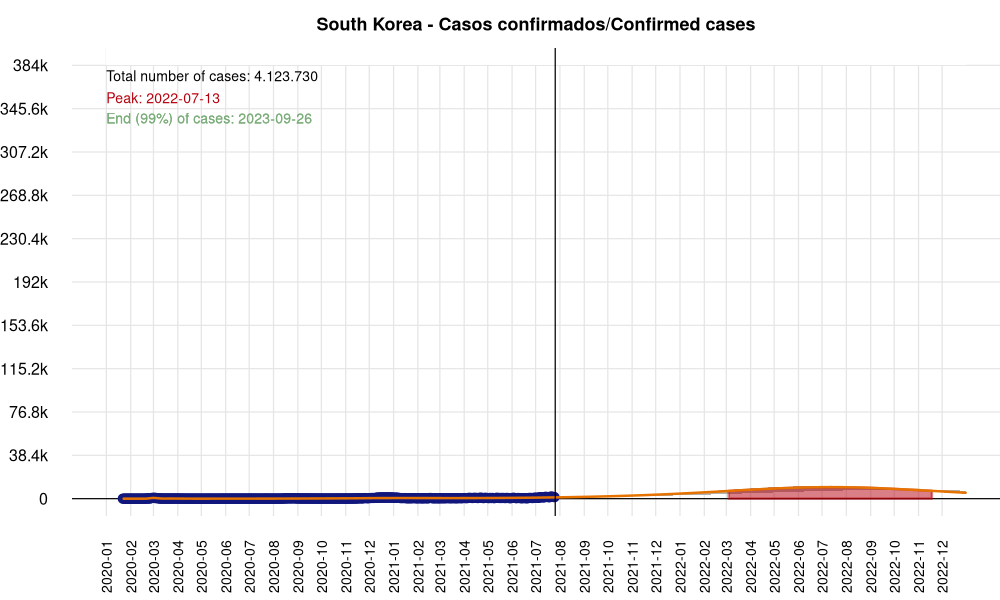 South Korea - Casos confirmados/Confirmed cases
384k
Total number of cases: 4.123.730
Peak: 2022-07-13
345.6k
End (99%) of cases: 2023-09-26
307.2k
268.8k
230.4k
192k
153.6k
115.2k
76.8k
38.4k
0
2020-01
2020-02
2020-03
2020-04
2020-05
2020-06
2020-07
2020-08
2020-09
2020-10
2020-11
2020-12
2021-01
2021-02
2021-03
2021-04
2021-05
2021-06
2021-07
2021-08
2021-09
2021-10
2021-11
2021-12
2022-01
2022-02
2022-03
2022-04
2022-05
2022-06
2022-07
2022-08
2022-09
2022-10
2022-11
2022-12